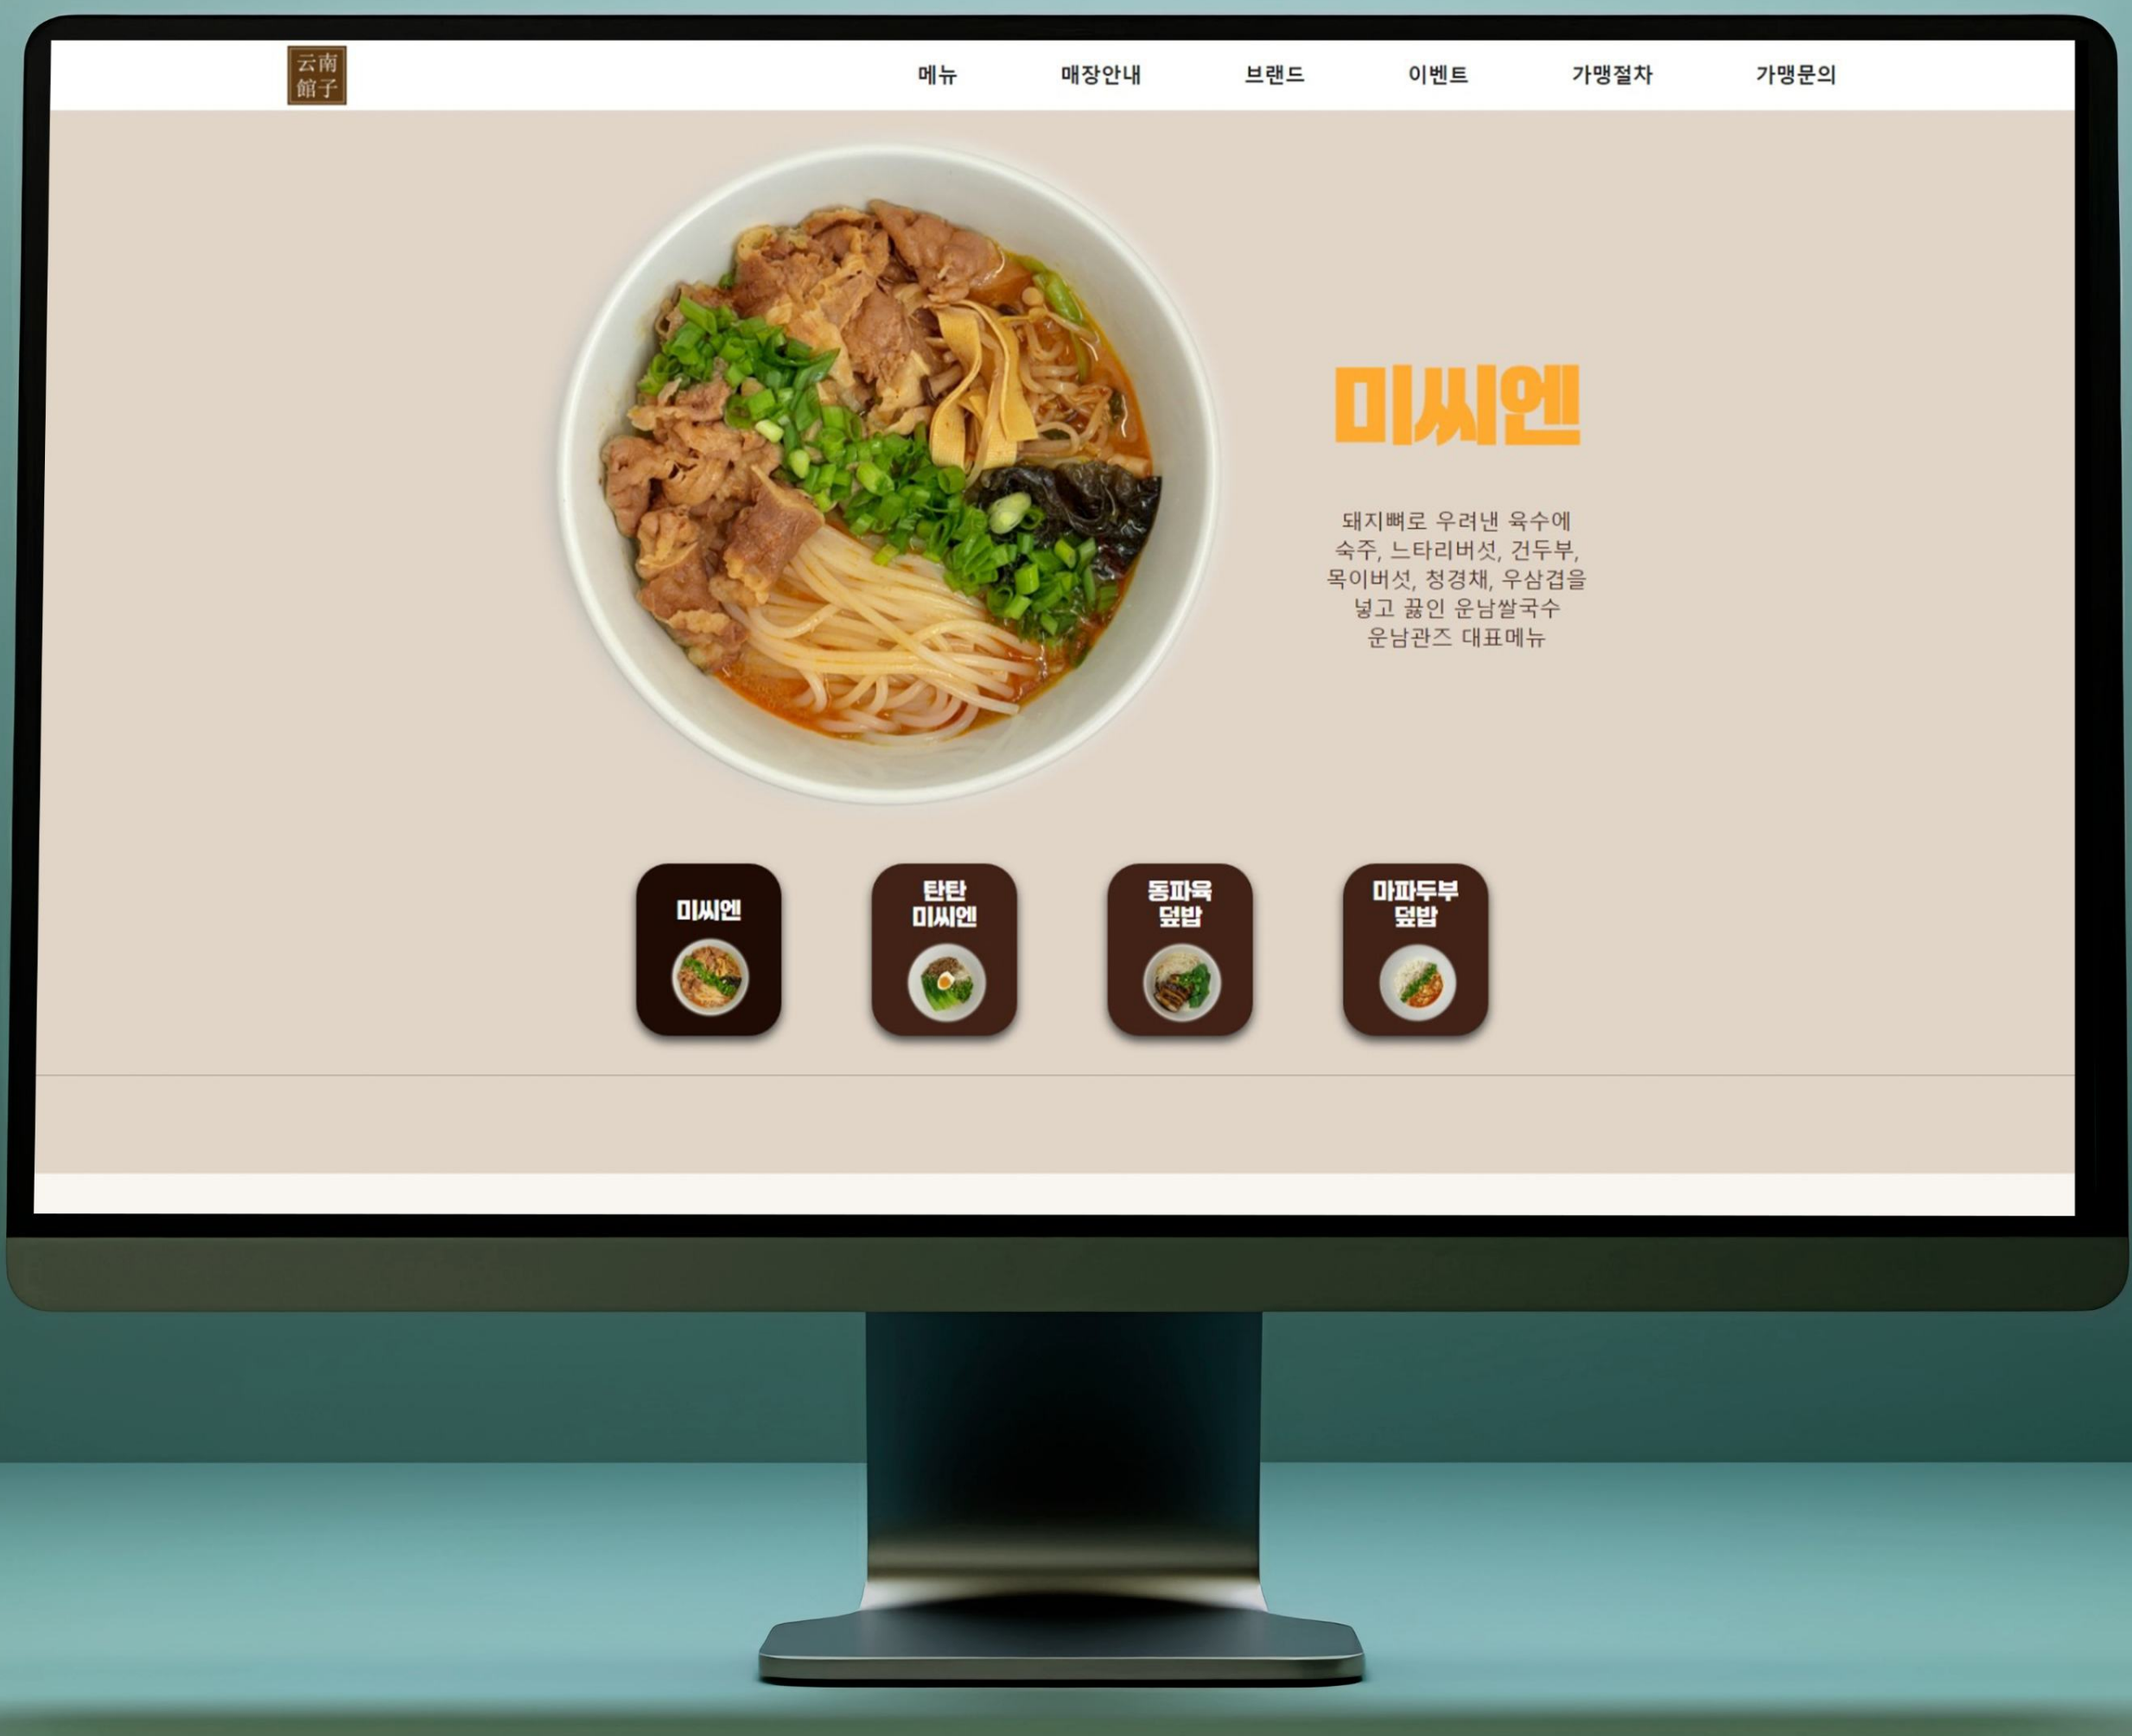 云南
館子
메뉴 매장안내 브랜드 이벤트 가맹절차 가맹문의
미씨엔
돼지뼈로 우려낸 육수에
숙주, 느타리버섯, 건두부,
목이버섯, 청경채, 우삼겹을
넣고 끓인 운남쌀국수
운남관즈 대표메뉴
미씨엔
탄탄
미씨엔
동파육
덮밥
마파두부
덮밥